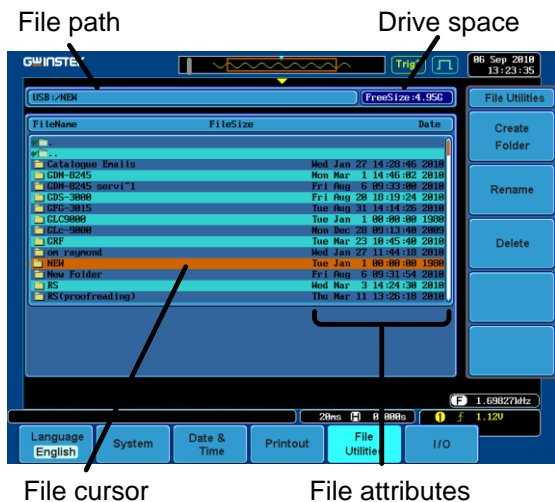 File path
Drive space
GWINSTEK
Trig?
06 Sep 2010
13:23:35
USB:/NEW
FreeSize:4.95G
File Utilities
FileName FileSize Date
.
..
Catalogue Emails Wed Jan 27 14:28:46 2010
GDM-8245 Mon Mar 1 14:46:02 2010
GDM-8245 servi~1 Fri Aug 6 09:33:00 2010
GDS-3000 Fri Aug 20 18:19:24 2010
GFG-3015 Tue Aug 31 14:14:26 2010
GLC9000 Tue Jan 1 00:00:00 1980
GLc-9000 Mon Dec 28 09:13:40 2009
GRF Tue Mar 23 10:45:40 2010
om raymond Wed Jan 27 11:44:18 2010
NEW Tue Jan 1 00:00:00 1980
New Folder Fri Aug 6 09:31:54 2010
RS Wed Mar 3 14:24:30 2010
RS(proofreading) Thu Mar 11 13:26:18 2010
Create
Folder
Rename
Delete
F 1.69827kHz
20ms H 0.000s
1 1.12V
Language
English
System
Date &
Time
Printout
File
Utilities
I/O
File cursor
File attributes